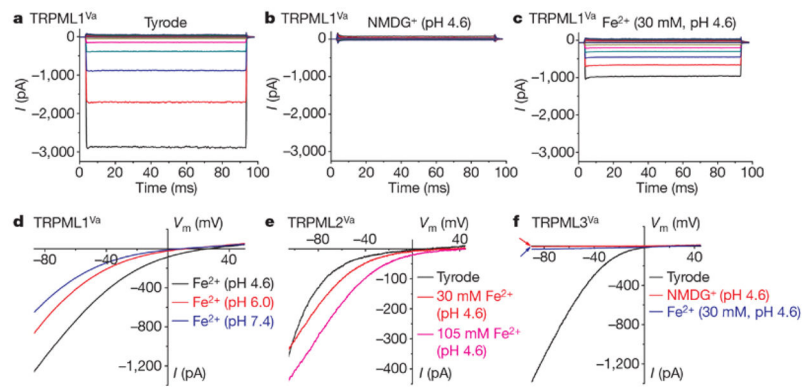 a TRPML1Va Tyrode
0
−1,000
−2,000
−3,000
I (pA)
0 20 40 60 80 100
Time (ms)
b TRPML1Va NMDG+ (pH 4.6)
0
−1,000
−2,000
−3,000
I (pA)
0 20 40 60 80 100
Time (ms)
c TRPML1Va Fe2+ (30 mM, pH 4.6)
0
−1,000
−2,000
−3,000
I (pA)
0 20 40 60 80 100
Time (ms)
d TRPML1Va Vm (mV)
−80 −40 40
−400
−800
−1,200
Fe2+ (pH 4.6)
Fe2+ (pH 6.0)
Fe2+ (pH 7.4)
I (pA)
e TRPML2Va Vm (mV)
−80 −40 40
−100
−200
−300
−400
Tyrode
30 mM Fe2+
(pH 4.6)
105 mM Fe2+
(pH 4.6)
I (pA)
f TRPML3Va Vm (mV)
−80 −40 40
−400
−800
−1,200
Tyrode
NMDG+ (pH 4.6)
Fe2+ (30 mM, pH 4.6)
I (pA)